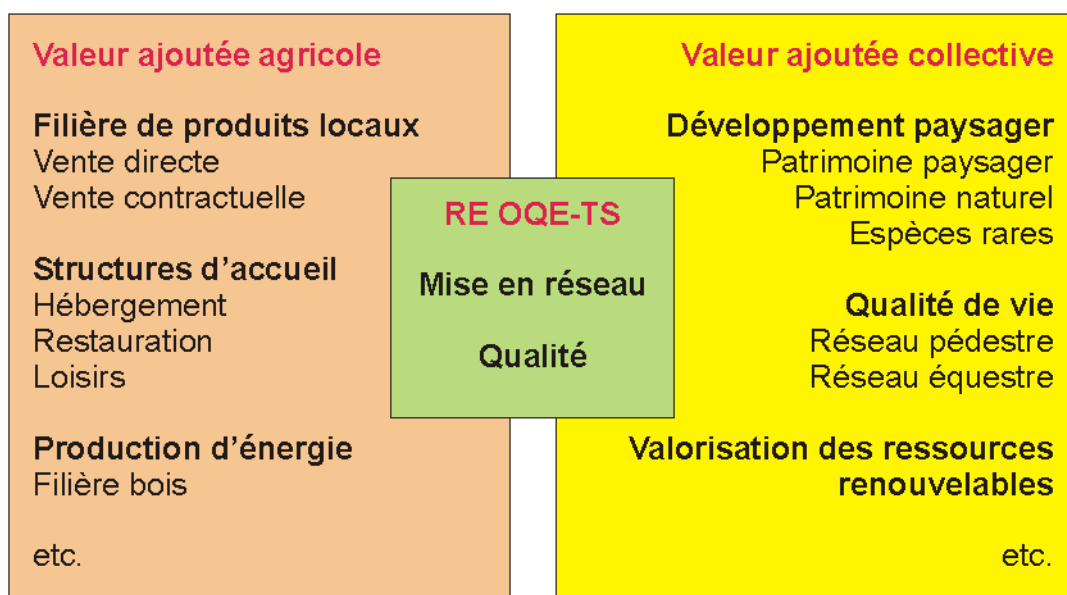 Valeur ajoutée agricole
Filière de produits locaux
Vente directe
Vente contractuelle
Structures d'accueil
Hébergement
Restauration
Loisirs
Production d'énergie
Filière bois
etc.
RE OQE-TS
Mise en réseau
Qualité
Valeur ajoutée collective
Développement paysager
Patrimoine paysager
Patrimoine naturel
Espèces rares
Qualité de vie
Réseau pédestre
Réseau équestre
Valorisation des ressources
renouvelables
etc.